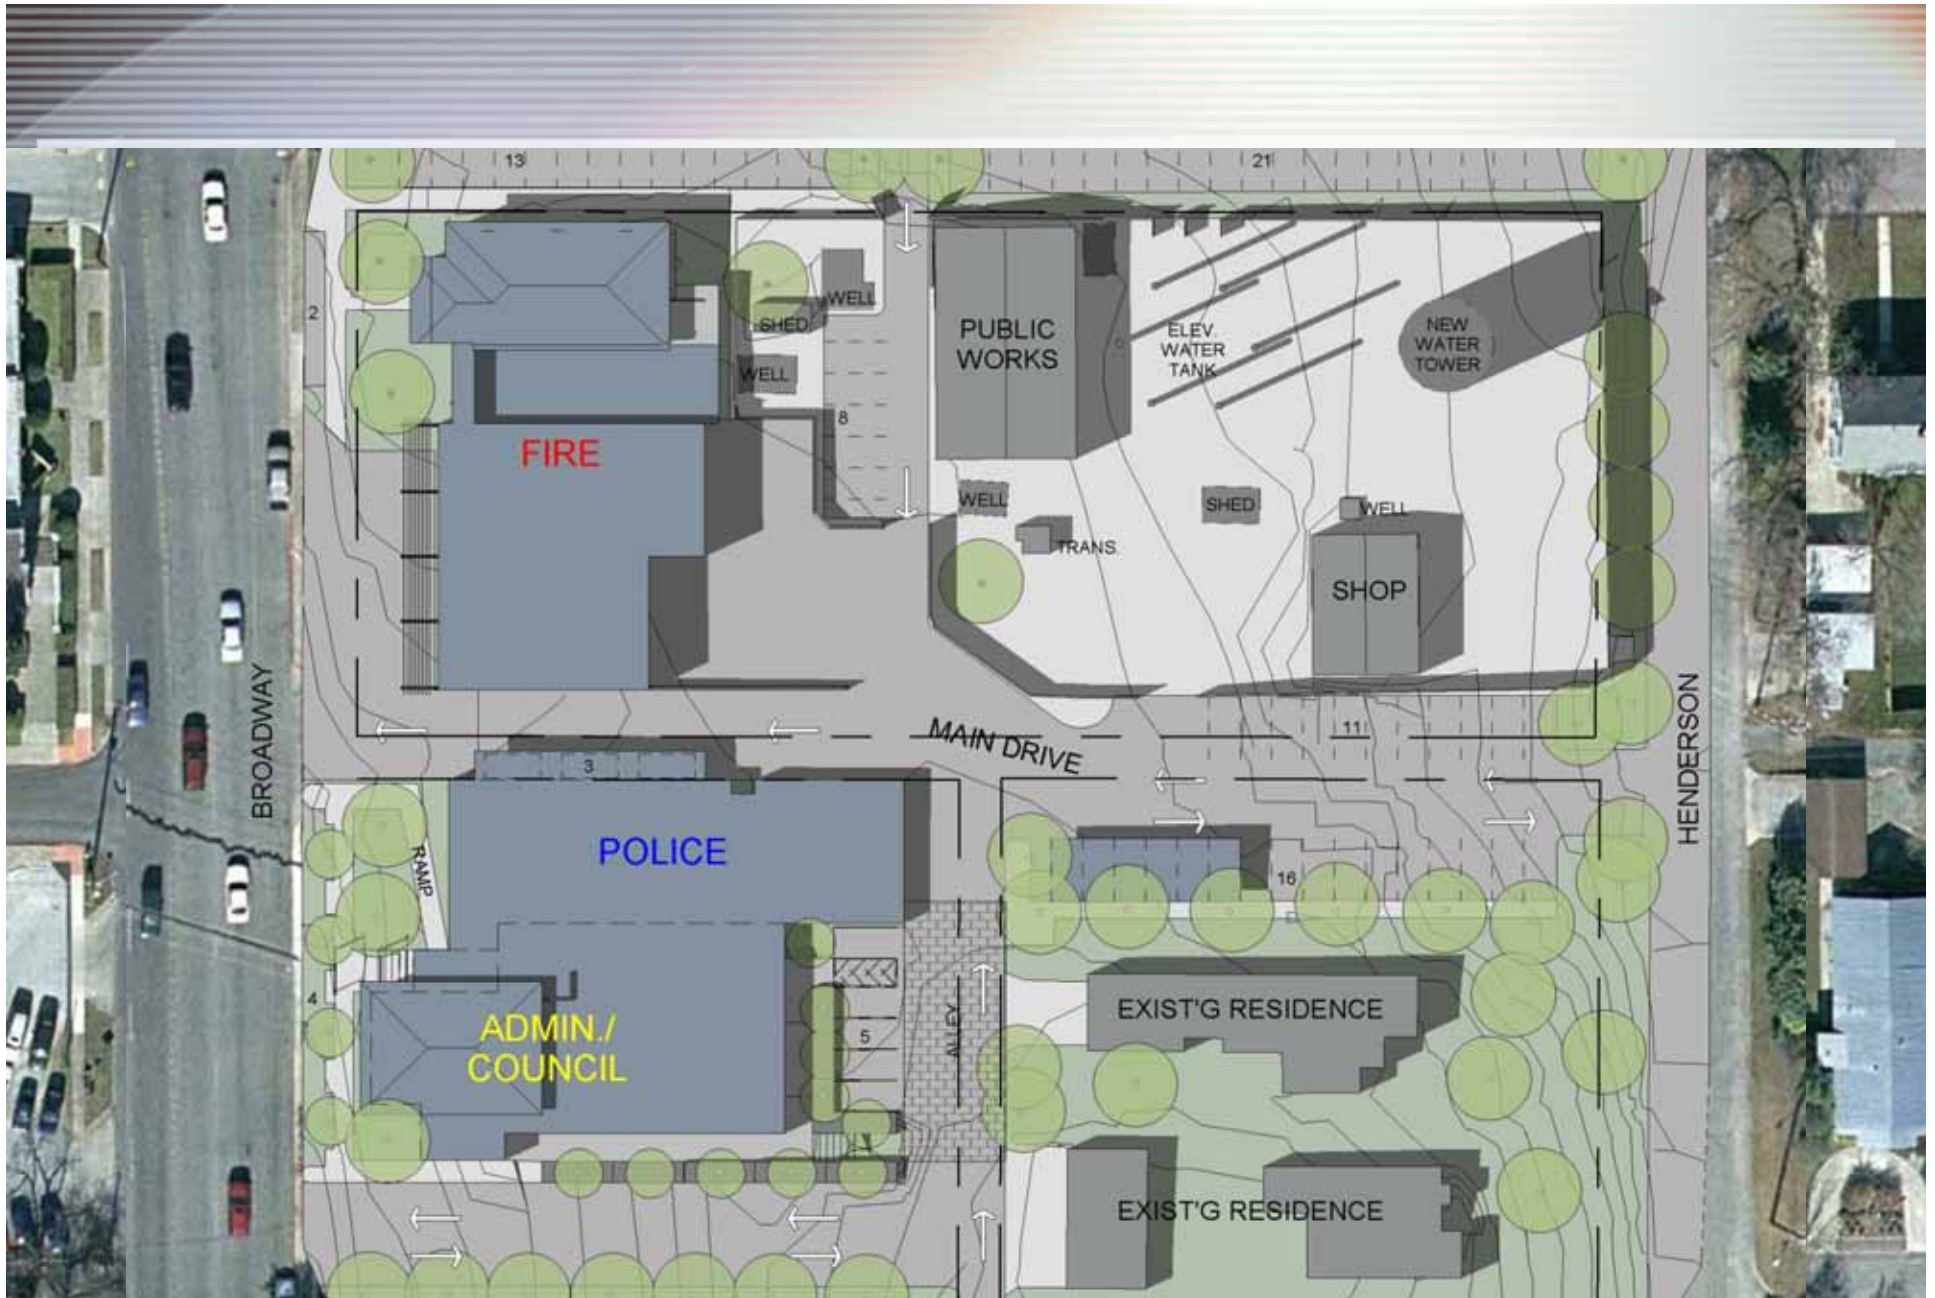 13
21
2
WELL
SHED
WELL
8
PUBLIC
WORKS
ELEV
WATER
TANK
NEW
WATER
TOWER
FIRE
WELL
SHED
WELL
TRANS.
SHOP
BROADWAY
HENDERSON
MAIN DRIVE
11
3
POLICE
RAMP
16
4
ADMIN./
COUNCIL
5
ALLEY
EXIST'G RESIDENCE
EXIST'G RESIDENCE